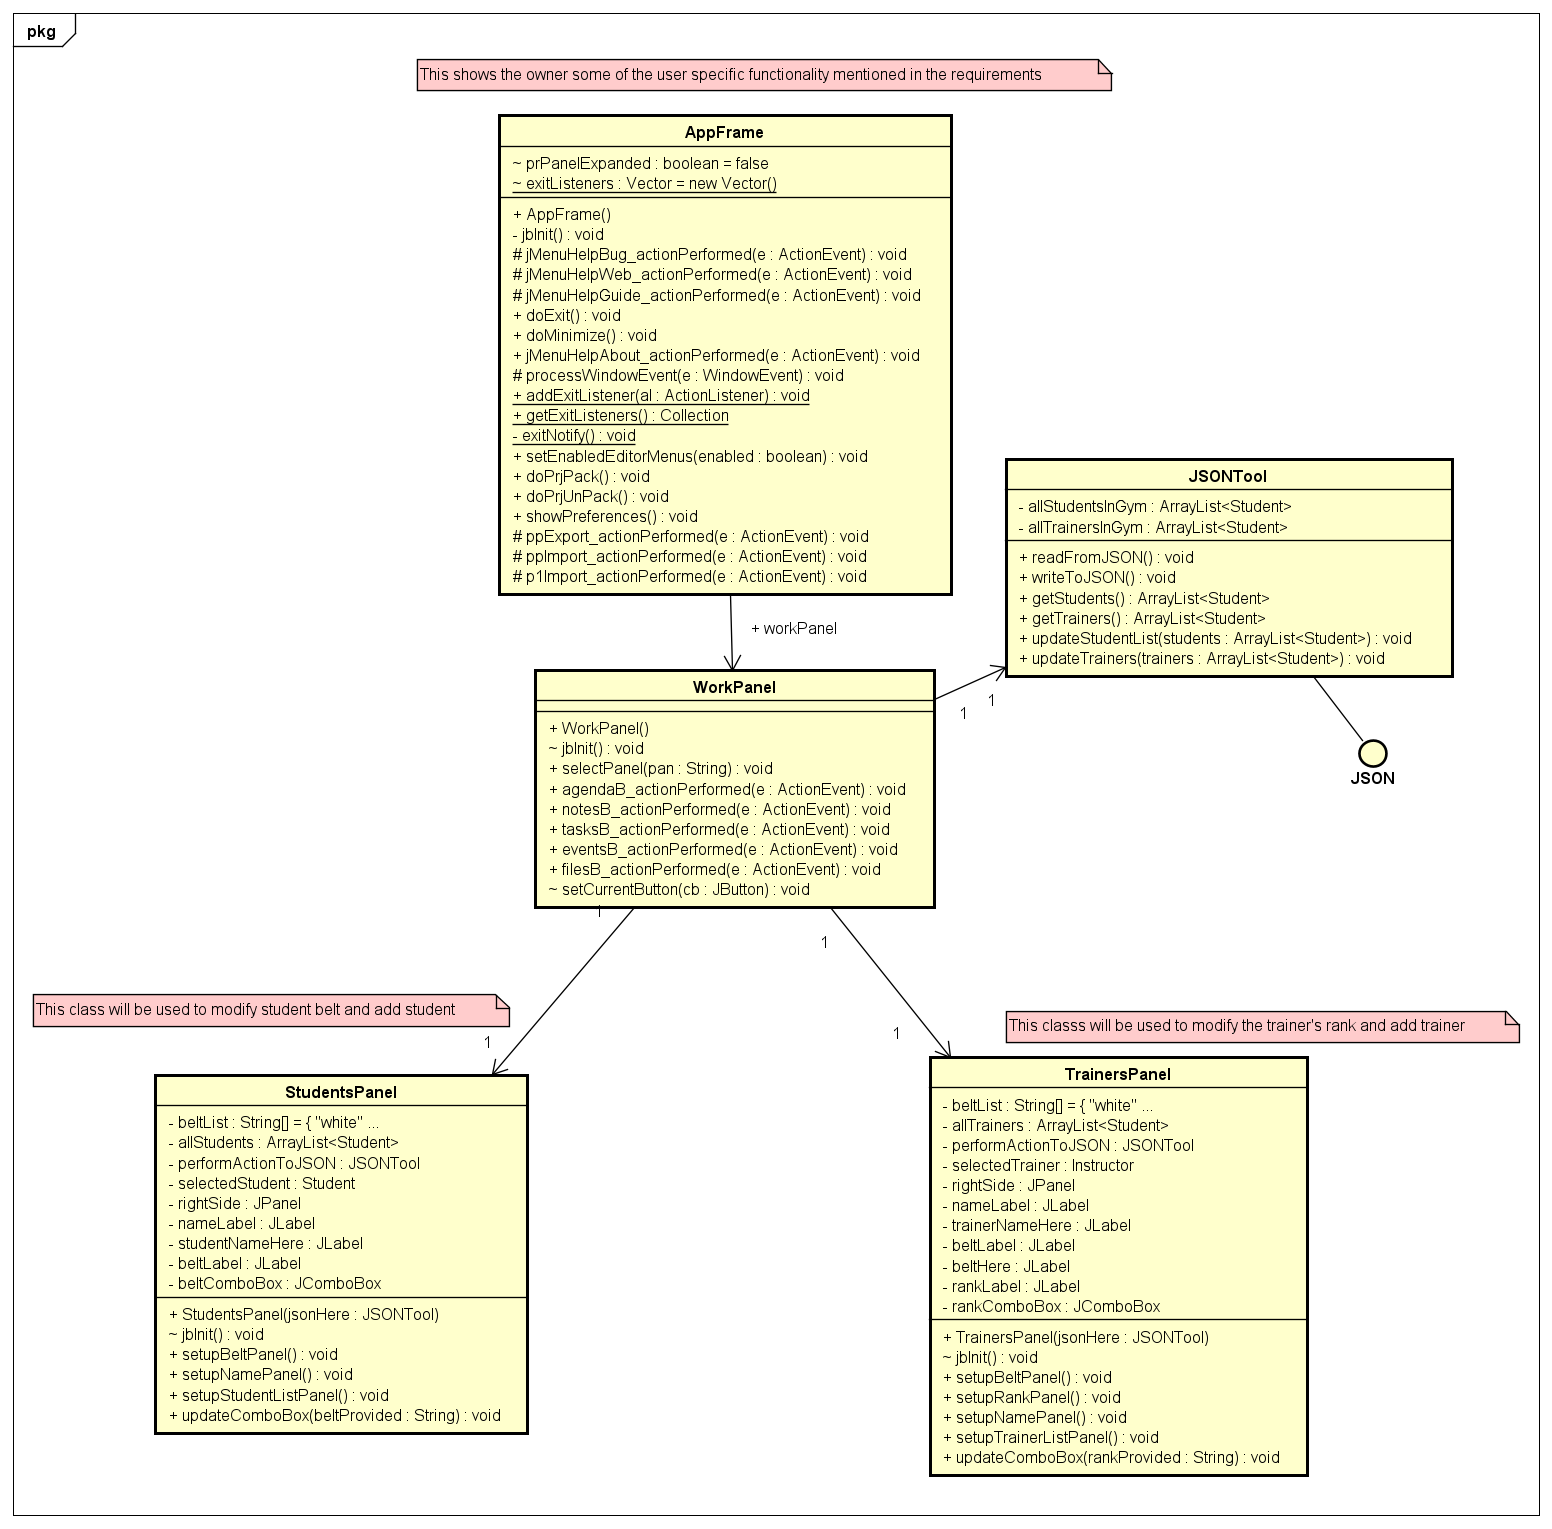 pkg
This shows the owner some of the user specific functionality mentioned in the requirements
AppFrame
~ prPanelExpanded : boolean = false
~ exitListeners : Vector = new Vector()
+ AppFrame()
- jbInit() : void
# jMenuHelpBug_actionPerformed(e : ActionEvent) : void
# jMenuHelpWeb_actionPerformed(e : ActionEvent) : void
# jMenuHelpGuide_actionPerformed(e : ActionEvent) : void
+ doExit() : void
+ doMinimize() : void
+ jMenuHelpAbout_actionPerformed(e : ActionEvent) : void
# processWindowEvent(e : WindowEvent) : void
+ addExitListener(al : ActionListener) : void
+ getExitListeners() : Collection
- exitNotify() : void
+ setEnabledEditorMenus(enabled : boolean) : void
+ doPrjPack() : void
+ doPrjUnPack() : void
+ showPreferences() : void
# ppExport_actionPerformed(e : ActionEvent) : void
# ppImport_actionPerformed(e : ActionEvent) : void
# p1Import_actionPerformed(e : ActionEvent) : void
+ workPanel
JSONTool
- allStudentsInGym : ArrayList<Student>
- allTrainersInGym : ArrayList<Student>
+ readFromJSON() : void
+ writeToJSON() : void
+ getStudents() : ArrayList<Student>
+ getTrainers() : ArrayList<Student>
+ updateStudentList(students : ArrayList<Student>) : void
+ updateTrainers(trainers : ArrayList<Student>) : void
1
1
JSON
WorkPanel
+ WorkPanel()
~ jbInit() : void
+ selectPanel(pan : String) : void
+ agendaB_actionPerformed(e : ActionEvent) : void
+ notesB_actionPerformed(e : ActionEvent) : void
+ tasksB_actionPerformed(e : ActionEvent) : void
+ eventsB_actionPerformed(e : ActionEvent) : void
+ filesB_actionPerformed(e : ActionEvent) : void
~ setCurrentButton(cb : JButton) : void
1
1
1
1
This class will be used to modify student belt and add student
StudentsPanel
- beltList : String[] = { "white" ...
- allStudents : ArrayList<Student>
- performActionToJSON : JSONTool
- selectedStudent : Student
- rightSide : JPanel
- nameLabel : JLabel
- studentNameHere : JLabel
- beltLabel : JLabel
- beltComboBox : JComboBox
+ StudentsPanel(jsonHere : JSONTool)
~ jbInit() : void
+ setupBeltPanel() : void
+ setupNamePanel() : void
+ setupStudentListPanel() : void
+ updateComboBox(beltProvided : String) : void
This classs will be used to modify the trainer's rank and add trainer
TrainersPanel
- beltList : String[] = { "white" ...
- allTrainers : ArrayList<Student>
- performActionToJSON : JSONTool
- selectedTrainer : Instructor
- rightSide : JPanel
- nameLabel : JLabel
- trainerNameHere : JLabel
- beltLabel : JLabel
- beltHere : JLabel
- rankLabel : JLabel
- rankComboBox : JComboBox
+ TrainersPanel(jsonHere : JSONTool)
~ jbInit() : void
+ setupBeltPanel() : void
+ setupRankPanel() : void
+ setupNamePanel() : void
+ setupTrainerListPanel() : void
+ updateComboBox(rankProvided : String) : void